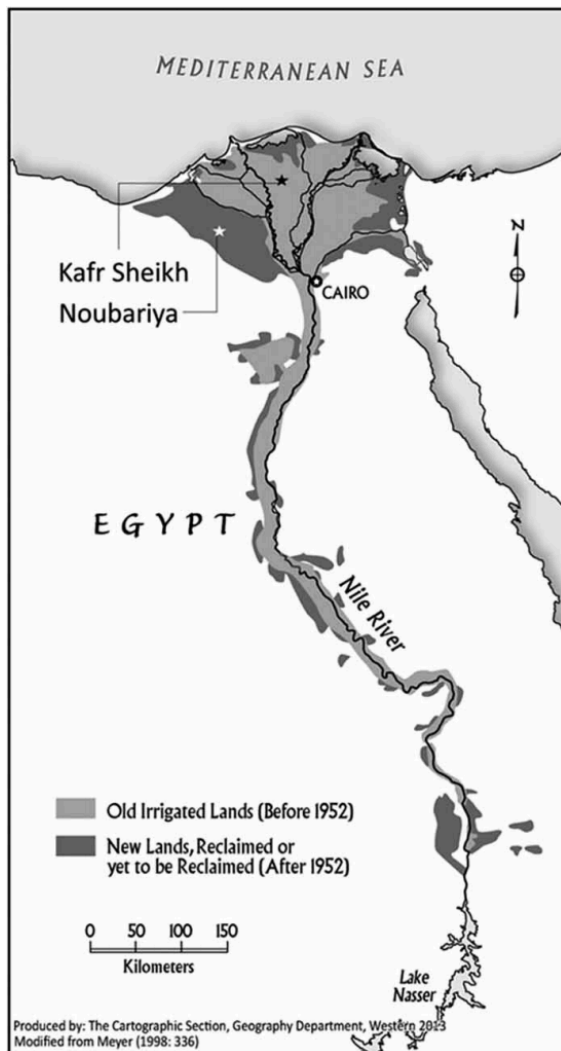 MEDITERRANEAN SEA
Kafr Sheikh
Noubariya
CAIRO
N
EGYPT
Nile River
Old Irrigated Lands (Before 1952)
New Lands, Reclaimed or
yet to be Reclaimed (After 1952)
0 50 100 150
Kilometers
Lake
Nasser
Produced by: The Cartographic Section, Geography Department, Western 2013
Modified from Meyer (1998: 336)